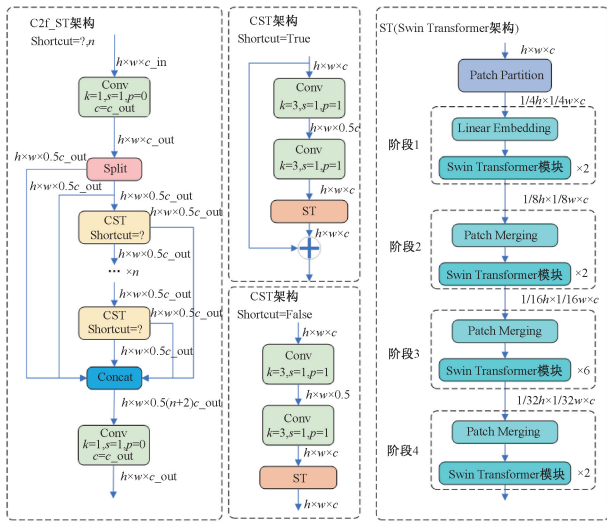 C2f_ST架构
Shortcut=?,n
h×w×c_in
Conv
k=1,s=1,p=0
c=c_out
h×w×c_out
h×w×0.5c_out
Split
h×w×0.5c_out
h×w×0.5c_out
h×w×0.5c_out
CST
Shortcut=?
h×w×0.5c_out
··· ×n
h×w×0.5c_out
h×w×0.5c_out
CST
Shortcut=?
h×w×0.5c_out
Concat
h×w×0.5(n+2)c_out
Conv
k=1,s=1,p=0
c=c_out
h×w×c_out
CST架构
Shortcut=True
h×w×c
Conv
k=3,s=1,p=1
h×w×0.5c
Conv
k=3,s=1,p=1
h×w×c
ST
h×w×c
CST架构
Shortcut=False
h×w×c
Conv
k=3,s=1,p=1
h×w×0.5
Conv
k=3,s=1,p=1
h×w×c
ST
h×w×c
ST(Swin Transformer架构)
h×w×c
Patch Partition
1/4h×1/4w×c
阶段1
Linear Embedding
Swin Transformer模块 ×2
1/8h×1/8w×c
阶段2
Patch Merging
Swin Transformer模块 ×2
1/16h×1/16w×c
阶段3
Patch Merging
Swin Transformer模块 ×6
1/32h×1/32w×c
阶段4
Patch Merging
Swin Transformer模块 ×2